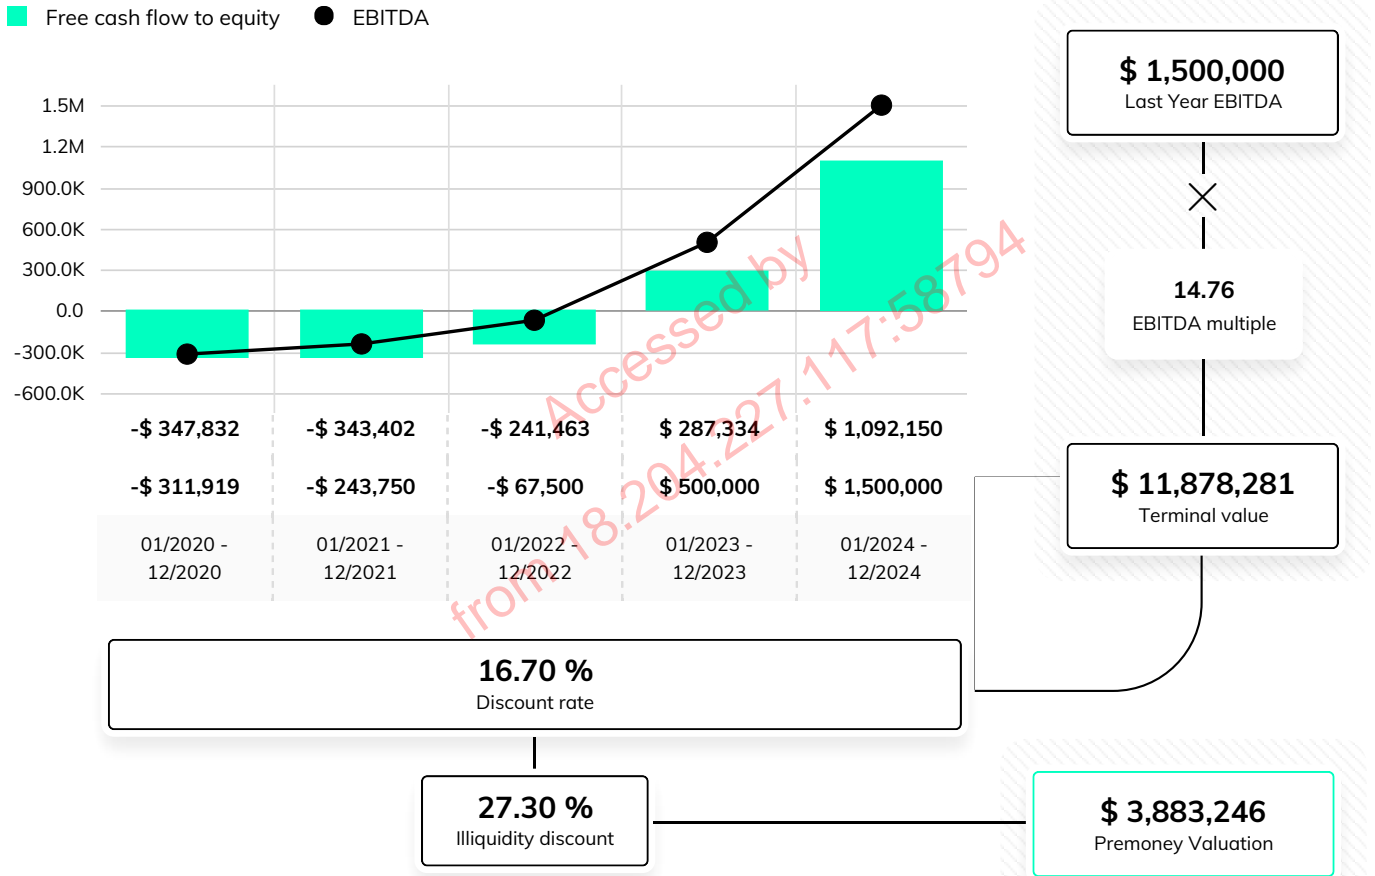 Free cash flow to equity
EBITDA
1.5M
1.2M
900.0K
600.0K
300.0K
0.0
-300.0K
-600.0K
-$ 347,832 -$ 343,402 -$ 241,463 $ 287,334 $ 1,092,150
-$ 311,919 -$ 243,750 -$ 67,500 $ 500,000 $ 1,500,000
01/2020 - 01/2021 - 01/2022 - 01/2023 - 01/2024 -
12/2020 12/2021 12/2022 12/2023 12/2024
Accessed by
from 18.204.227.117:58794
$ 1,500,000
Last Year EBITDA
14.76
EBITDA multiple
$ 11,878,281
Terminal value
16.70 %
Discount rate
27.30 %
Illiquidity discount
$ 3,883,246
Premoney Valuation